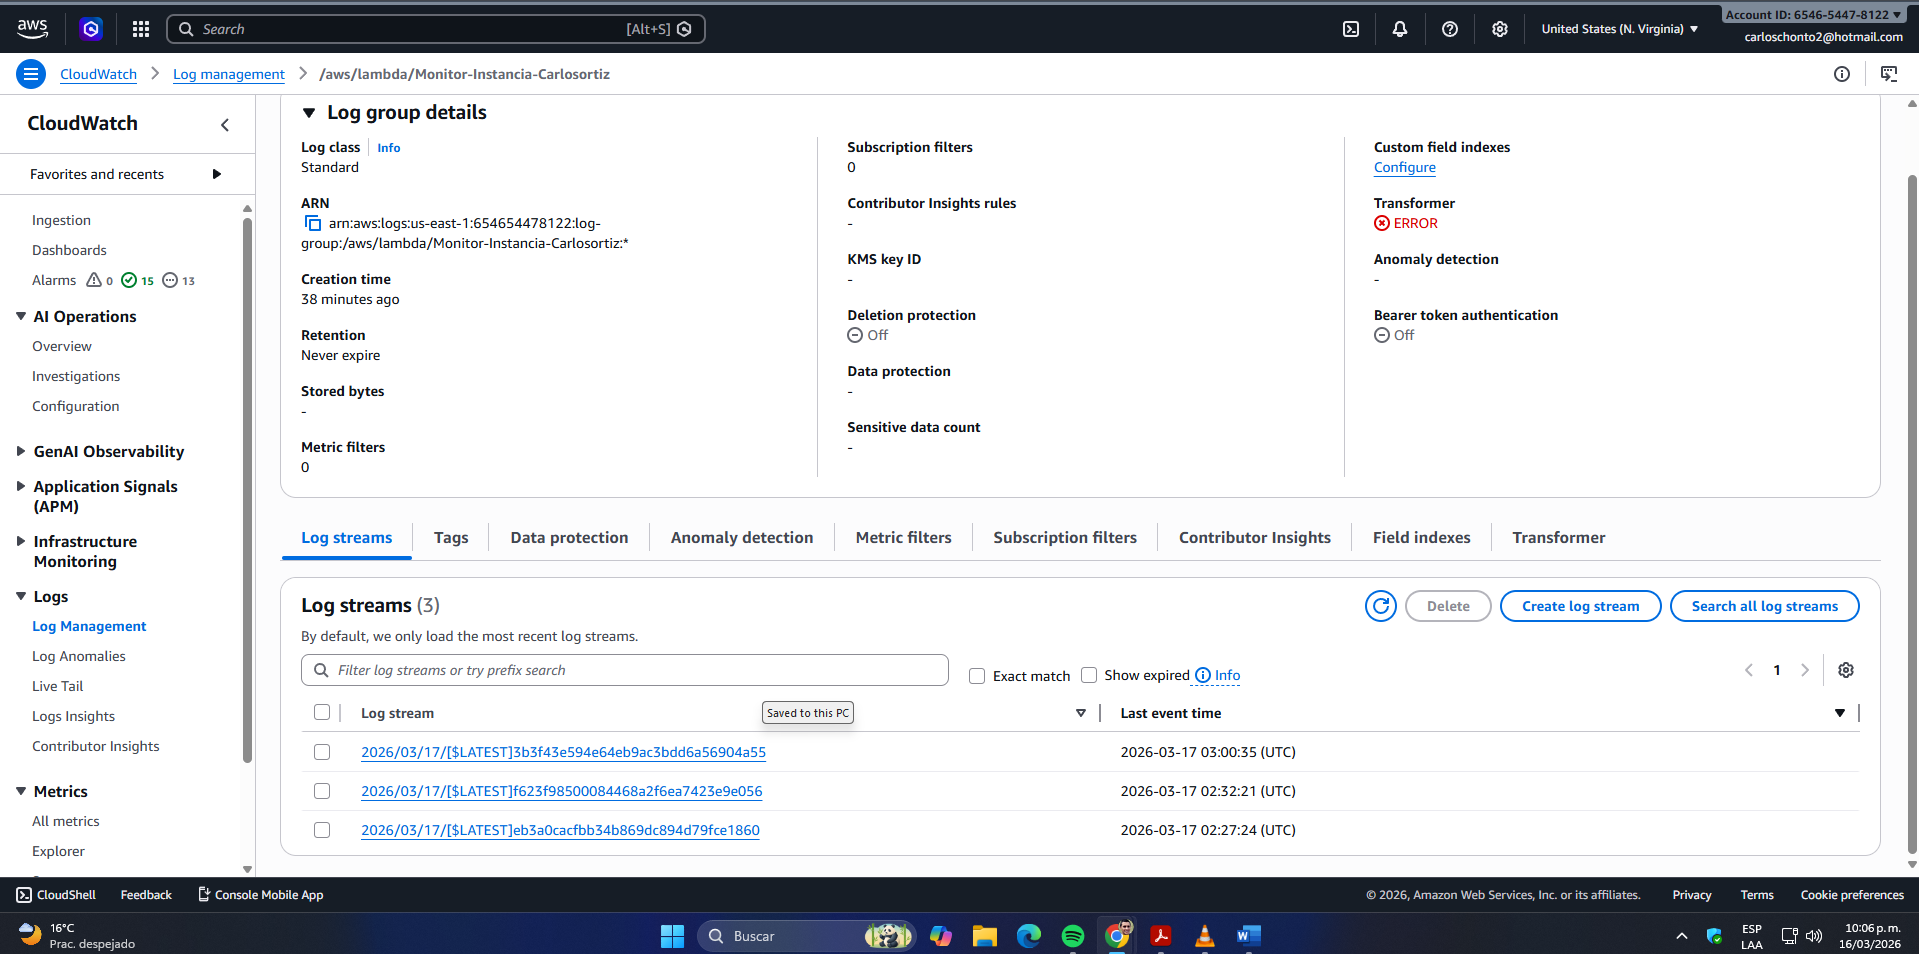 aws
Search
[Alt+S]
United States (N. Virginia)
Account ID: 6546-5447-8122
carloschonto2@hotmail.com
CloudWatch
Log management
/aws/lambda/Monitor-Instancia-Carlosortiz
CloudWatch
Favorites and recents
Ingestion
Dashboards
Alarms 0 15 13
AI Operations
Overview
Investigations
Configuration
GenAI Observability
Application Signals
(APM)
Infrastructure
Monitoring
Logs
Log Management
Log Anomalies
Live Tail
Logs Insights
Contributor Insights
Metrics
All metrics
Explorer
Log group details
Log class Info
Standard
ARN
arn:aws:logs:us-east-1:654654478122:log-
group:/aws/lambda/Monitor-Instancia-Carlosortiz:*
Creation time
38 minutes ago
Retention
Never expire
Stored bytes
-
Metric filters
0
Subscription filters
0
Contributor Insights rules
-
KMS key ID
-
Deletion protection
Off
Data protection
-
Sensitive data count
-
Custom field indexes
Configure
Transformer
ERROR
Anomaly detection
-
Bearer token authentication
Off
Log streams
Tags
Data protection
Anomaly detection
Metric filters
Subscription filters
Contributor Insights
Field indexes
Transformer
Log streams (3)
Delete
Create log stream
Search all log streams
By default, we only load the most recent log streams.
Filter log streams or try prefix search
Exact match
Show expired
Info
1
Saved to this PC
Log stream
Last event time
2026/03/17/[$LATEST]3b3f43e594e64eb9ac3bdd6a56904a55
2026-03-17 03:00:35 (UTC)
2026/03/17/[$LATEST]f623f98500084468a2f6ea7423e9e056
2026-03-17 02:32:21 (UTC)
2026/03/17/[$LATEST]eb3a0cacfbb34b869dc894d79fce1860
2026-03-17 02:27:24 (UTC)
CloudShell
Feedback
Console Mobile App
© 2026, Amazon Web Services, Inc. or its affiliates.
Privacy
Terms
Cookie preferences
16°C
Prac. despejado
Buscar
ESP
LAA
10:06 p. m.
16/03/2026